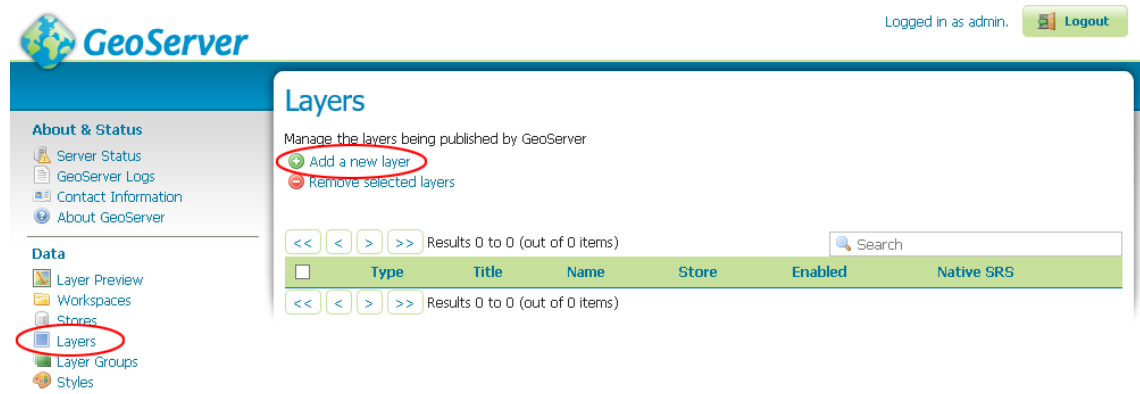 GeoServer
Logged in as admin.
Logout
About & Status
Server Status
GeoServer Logs
Contact Information
About GeoServer
Data
Layer Preview
Workspaces
Stores
Layers
Layer Groups
Styles
Layers
Manage the layers being published by GeoServer
Add a new layer
Remove selected layers
<< < > >> Results 0 to 0 (out of 0 items) Search
Type Title Name Store Enabled Native SRS
<< < > >> Results 0 to 0 (out of 0 items)